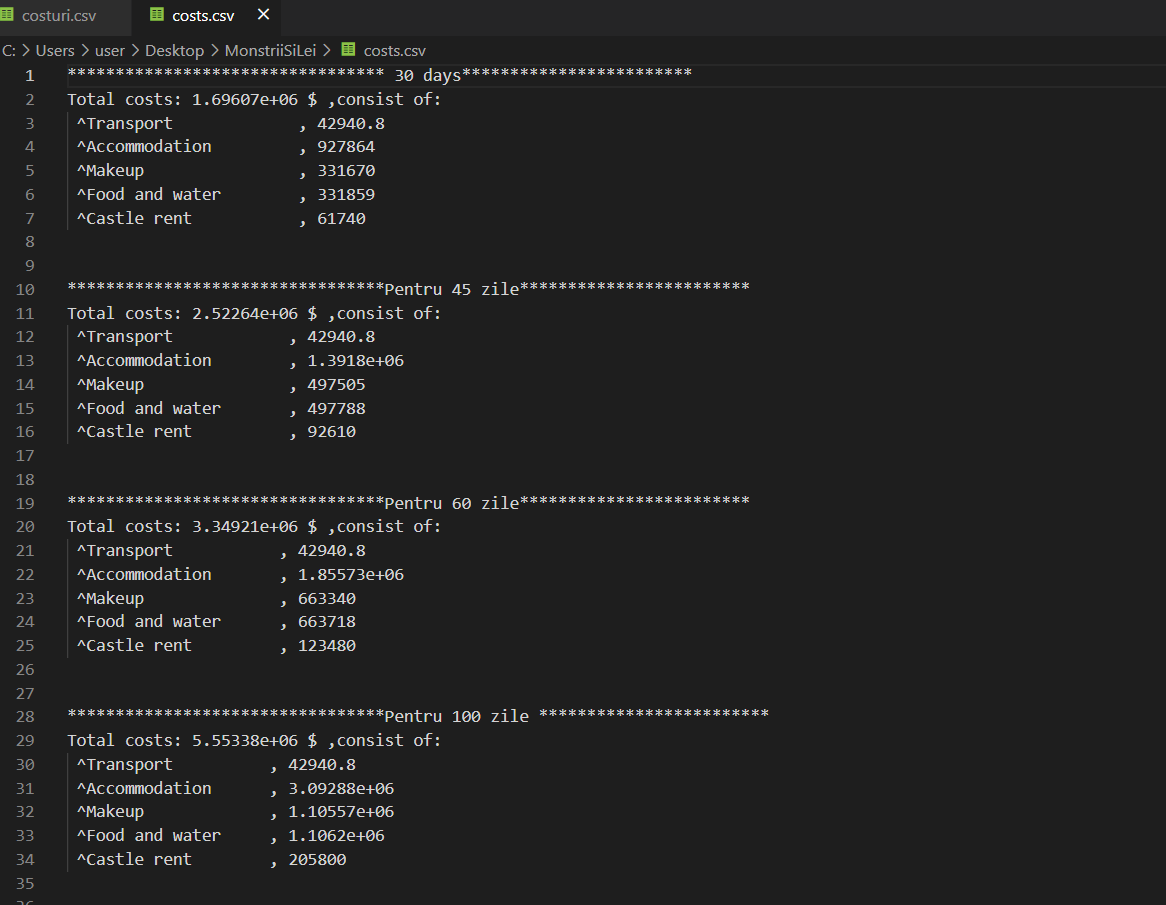 costuri.csv costs.csv ×
C: > Users > user > Desktop > MonstriiSiLei > costs.csv
1 ********************************* 30 days************************
2 Total costs: 1.69607e+06 $ ,consist of:
3 ^Transport , 42940.8
4 ^Accommodation , 927864
5 ^Makeup , 331670
6 ^Food and water , 331859
7 ^Castle rent , 61740
8
9
10 *********************************Pentru 45 zile************************
11 Total costs: 2.52264e+06 $ ,consist of:
12 ^Transport , 42940.8
13 ^Accommodation , 1.3918e+06
14 ^Makeup , 497505
15 ^Food and water , 497788
16 ^Castle rent , 92610
17
18
19 *********************************Pentru 60 zile************************
20 Total costs: 3.34921e+06 $ ,consist of:
21 ^Transport , 42940.8
22 ^Accommodation , 1.85573e+06
23 ^Makeup , 663340
24 ^Food and water , 663718
25 ^Castle rent , 123480
26
27
28 *********************************Pentru 100 zile ************************
29 Total costs: 5.55338e+06 $ ,consist of:
30 ^Transport , 42940.8
31 ^Accommodation , 3.09288e+06
32 ^Makeup , 1.10557e+06
33 ^Food and water , 1.1062e+06
34 ^Castle rent , 205800
35